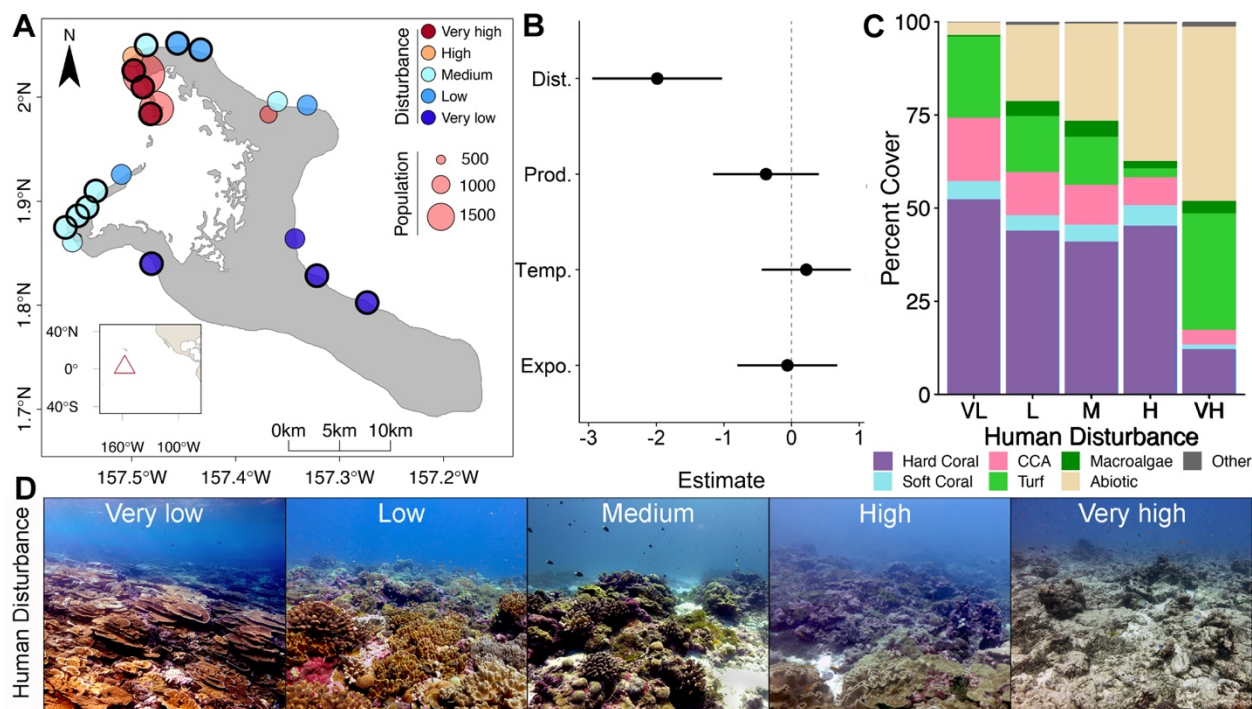 A
N
Very high
High
Medium
Low
Very low
Disturbance
500
1000
1500
Population
2°N
1.9°N
1.8°N
1.7°N
40°N
0°
40°S
160°W 100°W
0km 5km 10km
157.5°W 157.4°W 157.3°W 157.2°W
B
Dist.
Prod.
Temp.
Expo.
-3 -2 -1 0 1
Estimate
C
100
75
50
25
0
Percent Cover
VL L M H VH
Human Disturbance
Hard Coral CCA Macroalgae Other
Soft Coral Turf Abiotic
D
Human Disturbance
Very low Low Medium High Very high